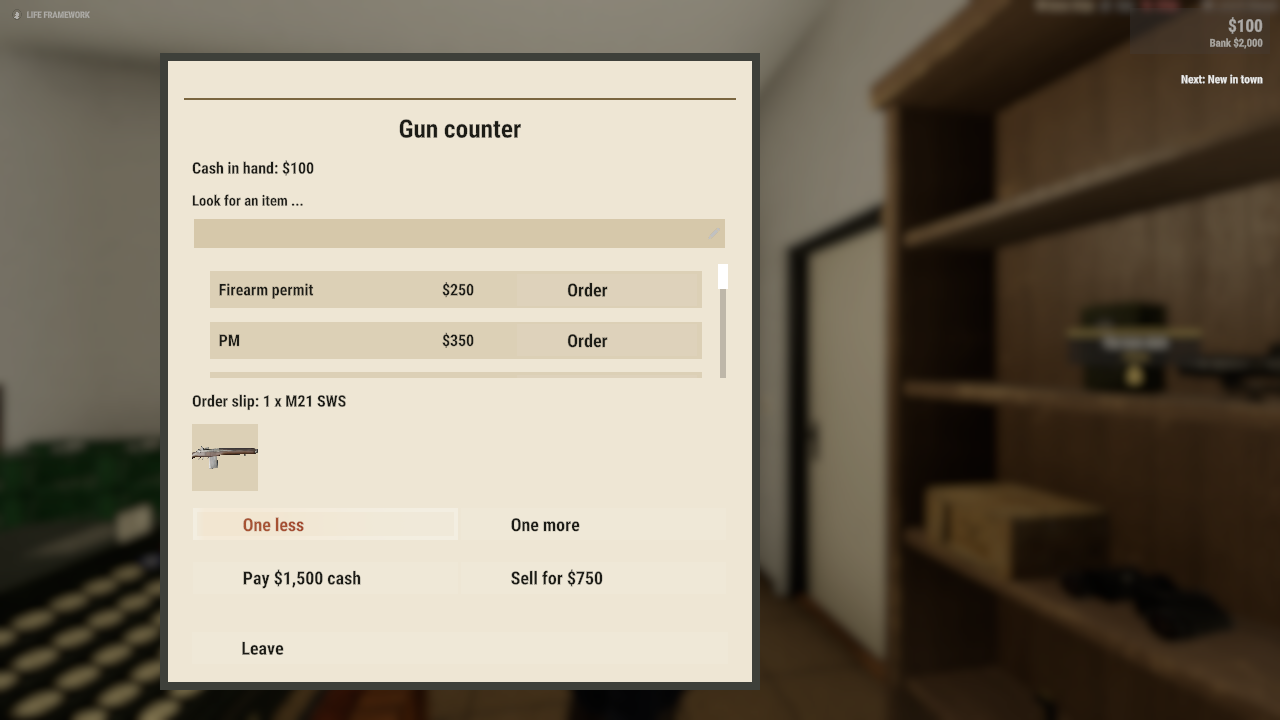 LIFE FRAMEWORK
$100
Bank $2,000
Next: New in town
Gun counter
Cash in hand: $100
Look for an item ...
Firearm permit $250 Order
PM $350 Order
Order slip: 1 x M21 SWS
One less One more
Pay $1,500 cash Sell for $750
Leave